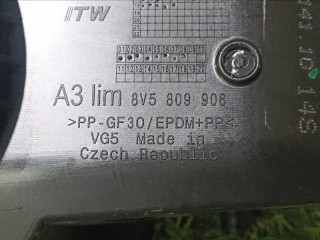 ITW
A3 lim 8V5 809 906
>PP-GF30/EPDM+PP<
VG5 Made in
Czech Republic